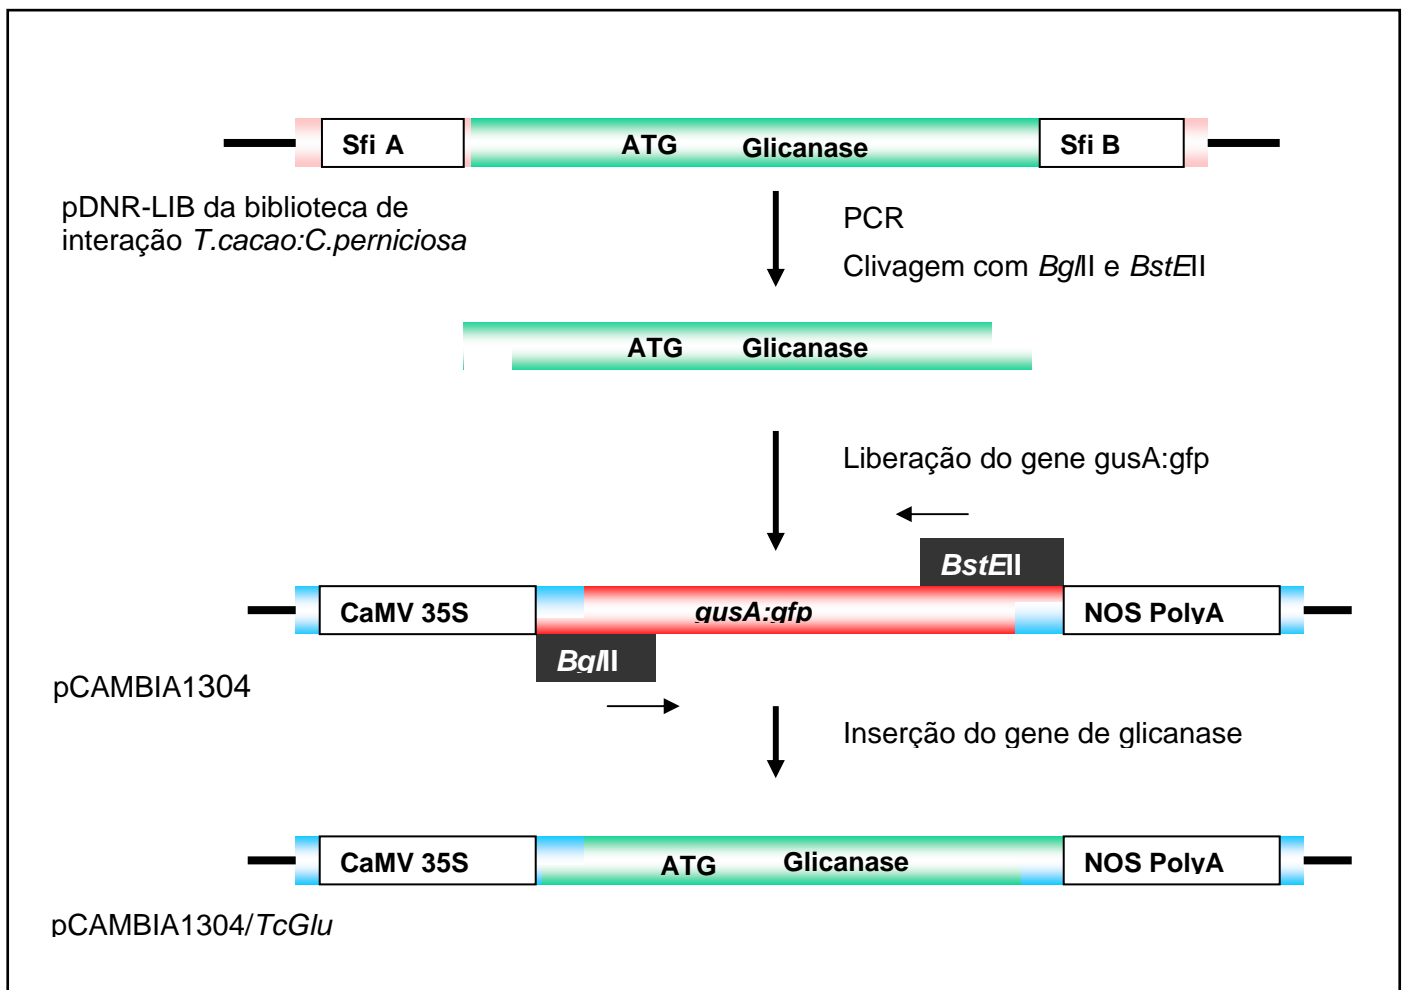 Sfi A
ATG
Glicanase
Sfi B
pDNR-LIB da biblioteca de
interação T.cacao:C.perniciosa
PCR
Clivagem com BglII e BstEII
ATG
Glicanase
Liberação do gene gusA:gfp
BstEII
CaMV 35S
gusA:gfp
NOS PolyA
BglII
pCAMBIA1304
Inserção do gene de glicanase
CaMV 35S
ATG
Glicanase
NOS PolyA
pCAMBIA1304/TcGlu